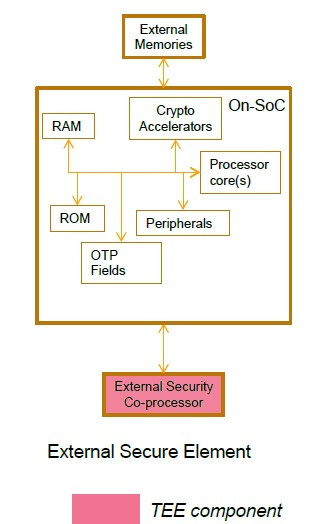 External
Memories
On-SoC
Crypto
Accelerators
RAM
Processor
core(s)
ROM
Peripherals
OTP
Fields
External Security
Co-processor
External Secure Element
TEE component